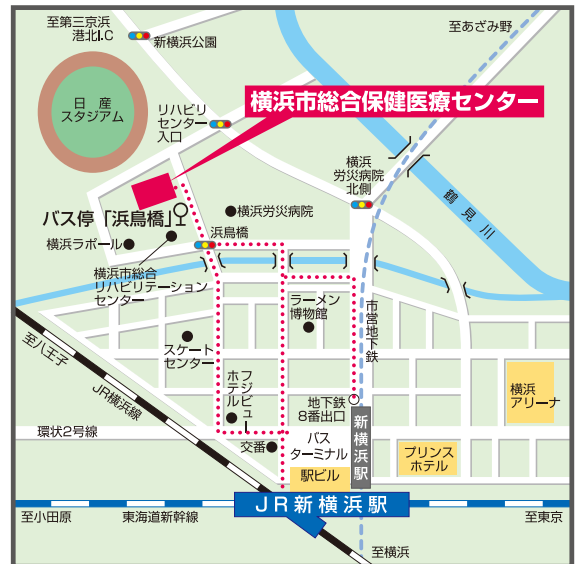 至第三京浜
港北I.C
新横浜公園
至あざみ野
日産
スタジアム
リハビリ
センター
入口
横浜市総合保健医療センター
横浜
労災病院
北側
鶴見川
バス停「浜鳥橋」
横浜労災病院
浜鳥橋
横浜ラポール
横浜市総合
リハビリテーション
センター
ラーメン
博物館
市営地下鉄
至八王子
スケート
センター
JR横浜線
フジビュー
ホテル
地下鉄
8番出口
横浜
アリーナ
環状2号線
交番
バス
ターミナル
新横浜駅
プリンス
ホテル
駅ビル
JR新横浜駅
至小田原
東海道新幹線
至東京
至横浜